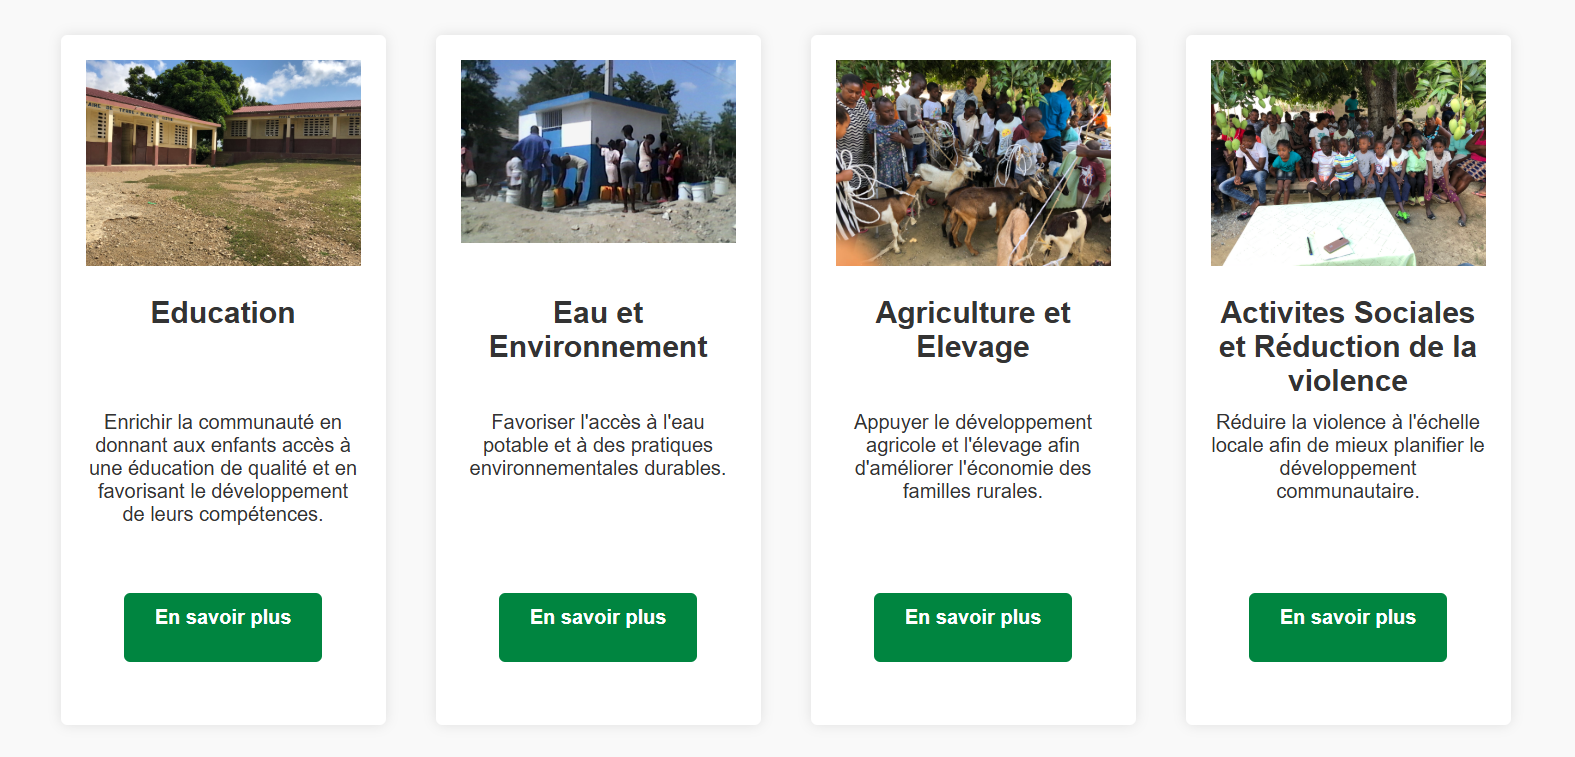 DE TERRE-BLANCHE
Education
Enrichir la communauté en
donnant aux enfants accès à
une éducation de qualité et en
favorisant le développement
de leurs compétences.
En savoir plus
Eau et
Environnement
Favoriser l'accès à l'eau
potable et à des pratiques
environnementales durables.
En savoir plus
Agriculture et
Elevage
Appuyer le développement
agricole et l'élevage afin
d'améliorer l'économie des
familles rurales.
En savoir plus
Activites Sociales
et Réduction de la
violence
Réduire la violence à l'échelle
locale afin de mieux planifier le
développement
communautaire.
En savoir plus